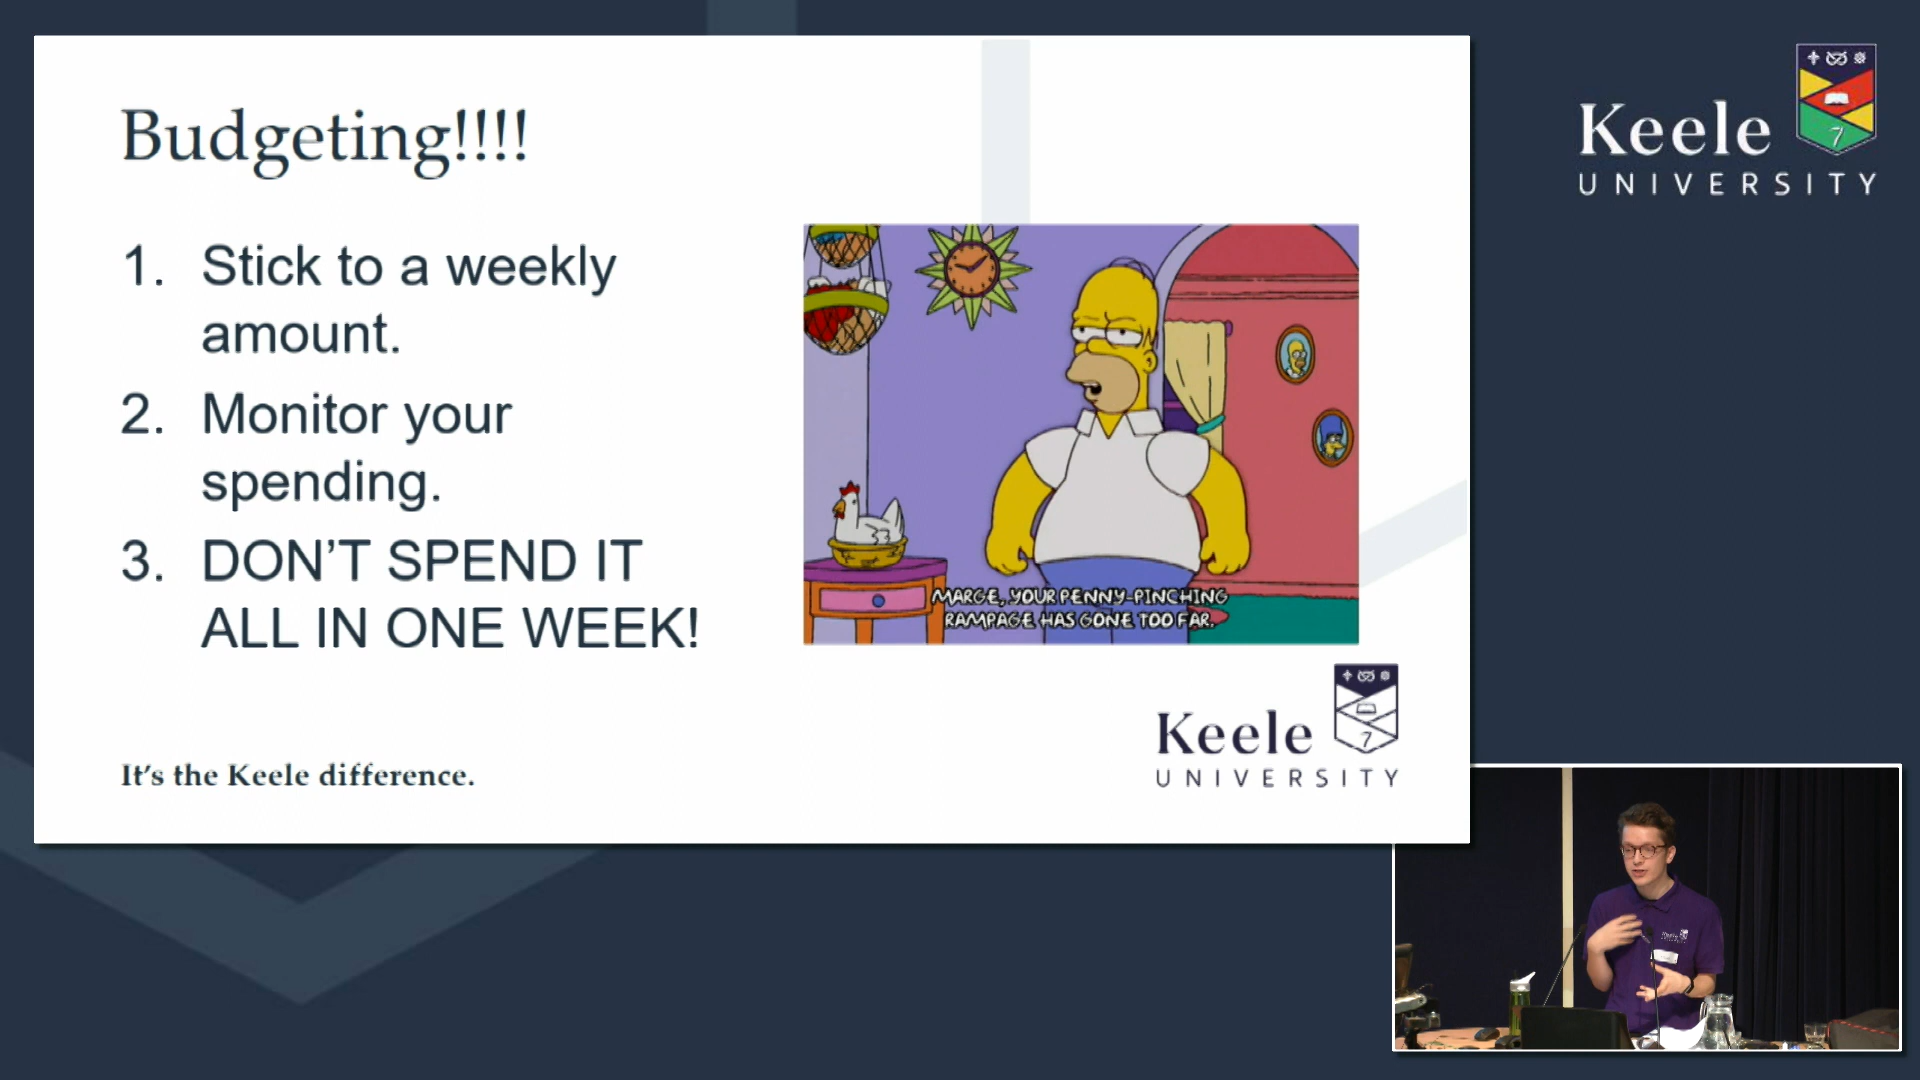 Budgeting!!!!
1. Stick to a weekly
amount.
2. Monitor your
spending.
3. DON’T SPEND IT
ALL IN ONE WEEK!
MARGE, YOUR PENNY-PINCHING
RAMPAGE HAS GONE TOO FAR.
It’s the Keele difference.
Keele
UNIVERSITY
Keele
UNIVERSITY
Keele